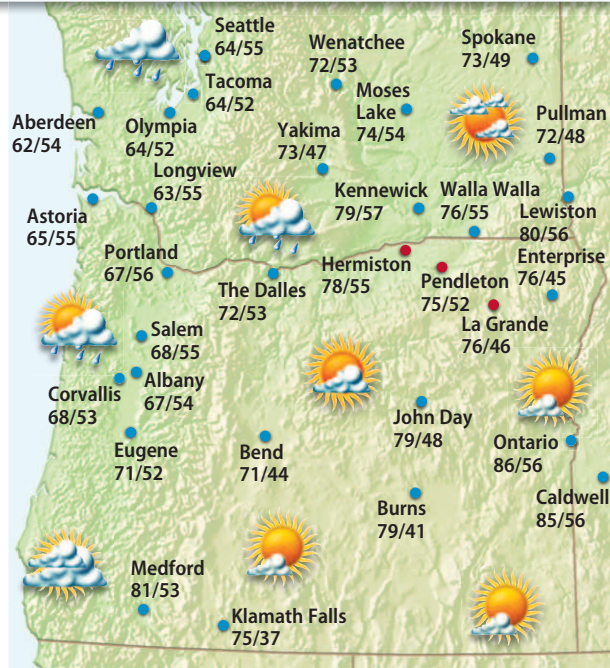 Seattle
64/55
Wenatchee
72/53
Spokane
73/49
Tacoma
64/52
Moses
Lake
74/54
Aberdeen
62/54
Olympia
64/52
Yakima
73/47
Pullman
72/48
Longview
63/55
Kennewick
79/57
Walla Walla
76/55
Lewiston
80/56
Astoria
65/55
Portland
67/56
The Dalles
72/53
Hermiston
78/55
Pendleton
75/52
Enterprise
76/45
La Grande
76/46
Salem
68/55
Corvallis
68/53
Albany
67/54
John Day
79/48
Eugene
71/52
Bend
71/44
Ontario
86/56
Burns
79/41
Caldwell
85/56
Medford
81/53
Klamath Falls
75/37